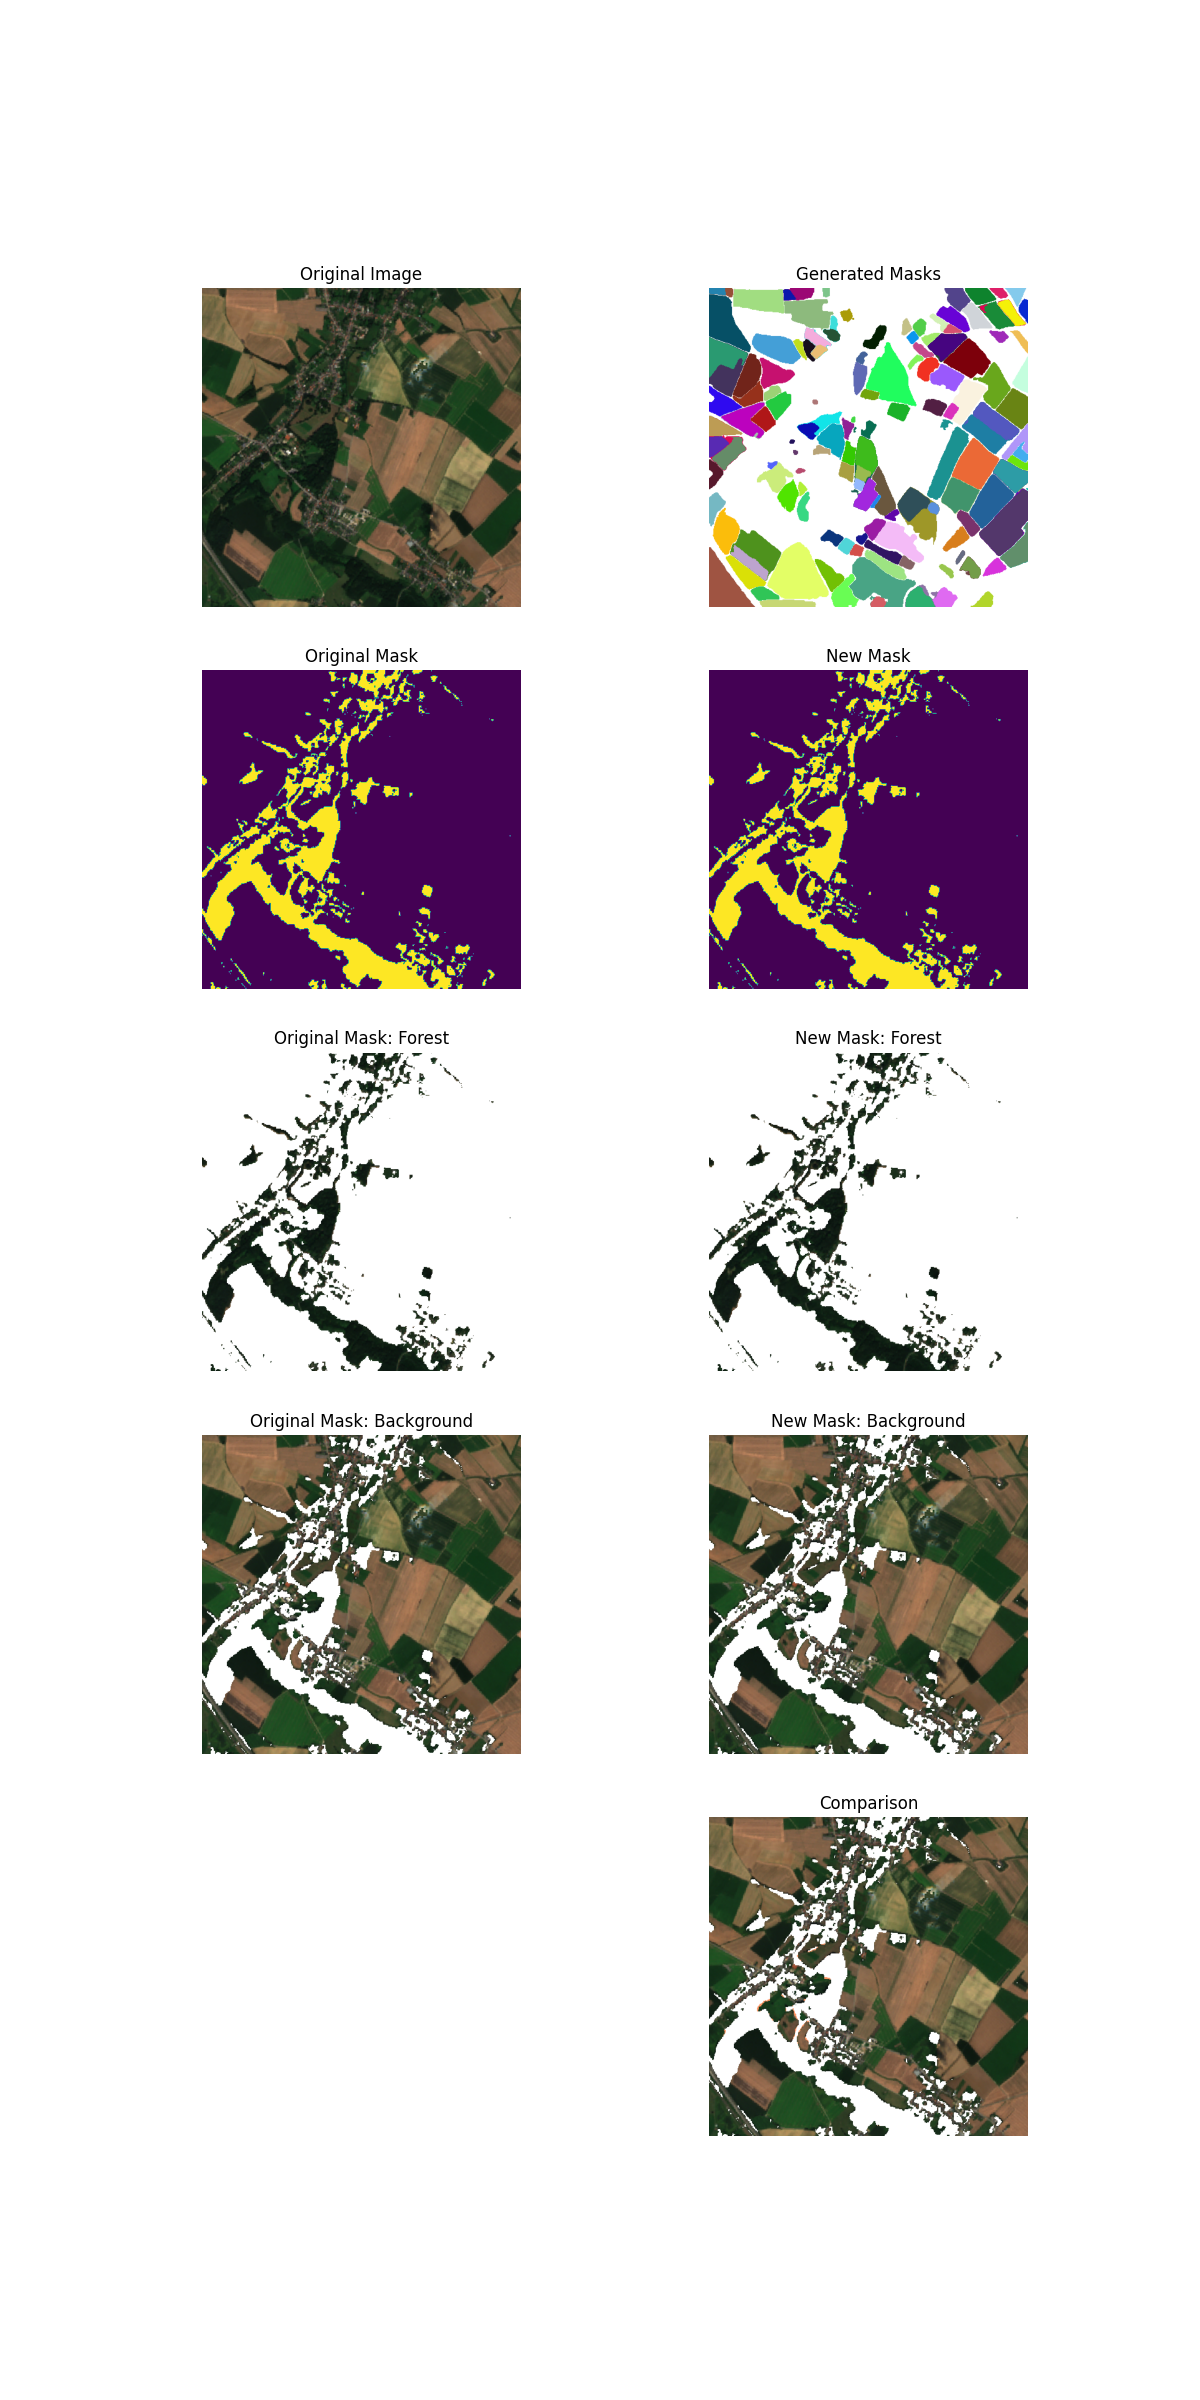 Original Image
Generated Masks
Original Mask
New Mask
Original Mask: Forest
New Mask: Forest
Original Mask: Background
New Mask: Background
Comparison